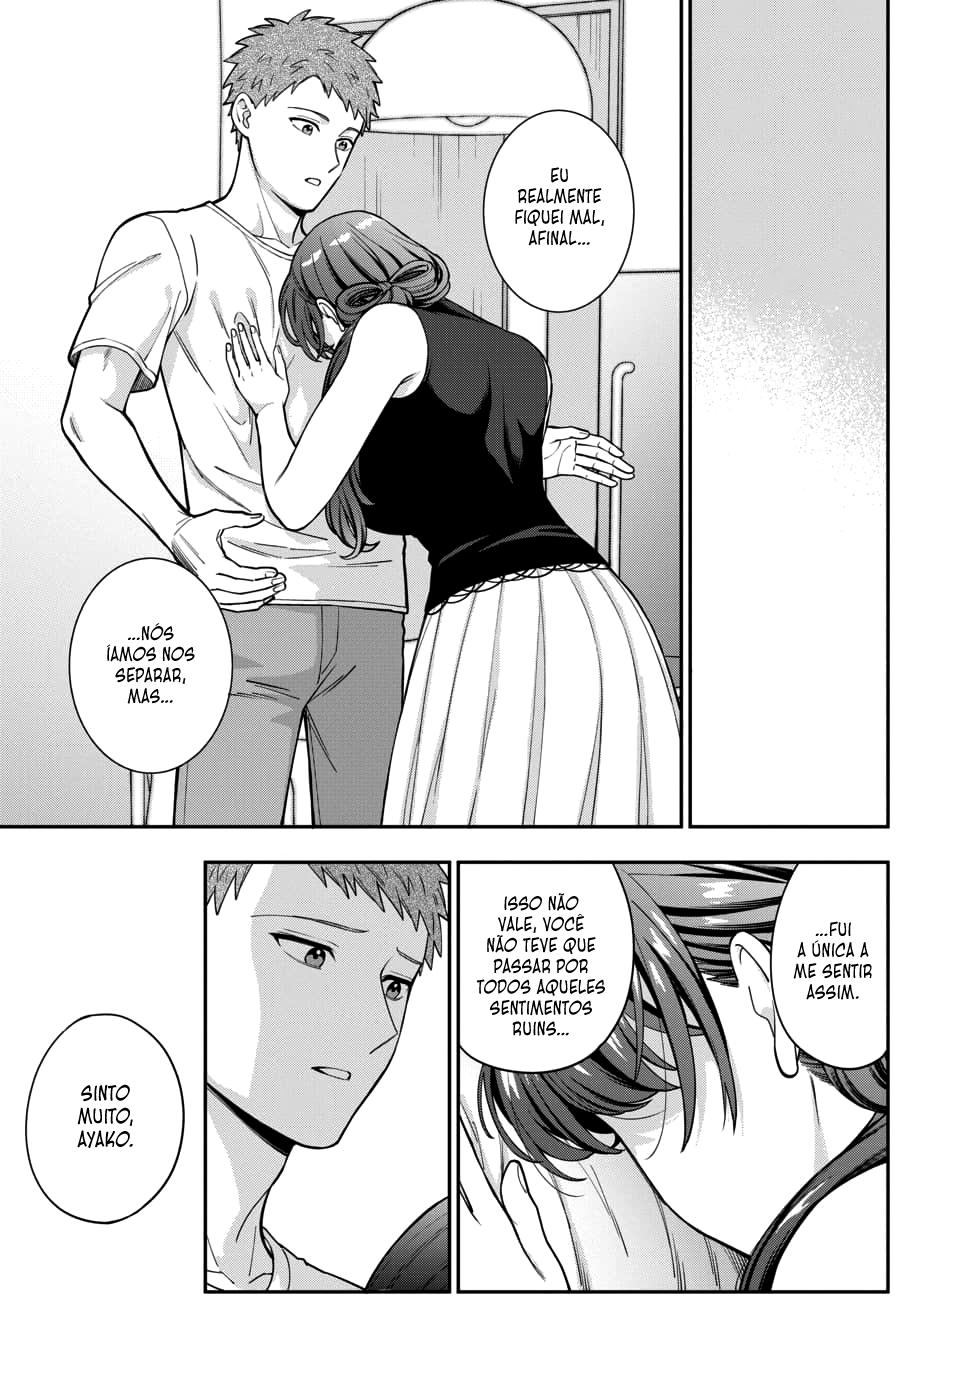 EU
REALMENTE
FIQUEI MAL,
AFINAL...
...NÓS
ÍAMOS NOS
SEPARAR,
MAS...
...FUI
A ÚNICA A
ME SENTIR
ASSIM.
ISSO NÃO
VALE, VOCÊ
NÃO TEVE QUE
PASSAR POR
TODOS AQUELES
SENTIMENTOS
RUINS...
SINTO
MUITO,
AYAKO.